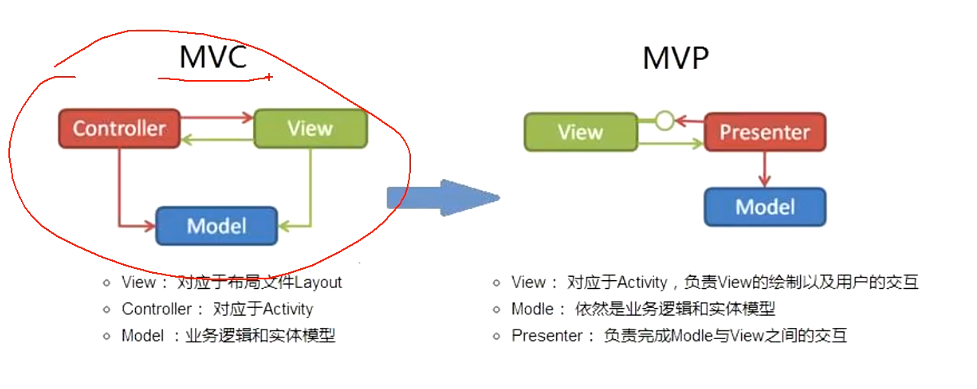 MVC
MVP
Controller
View
Model
View
Presenter
Model
View： 对应于布局文件Layout
Controller： 对应于Activity
Model ：业务逻辑和实体模型
View： 对应于Activity，负责View的绘制以及用户的交互
Modle： 依然是业务逻辑和实体模型
Presenter： 负责完成Modle与View之间的交互